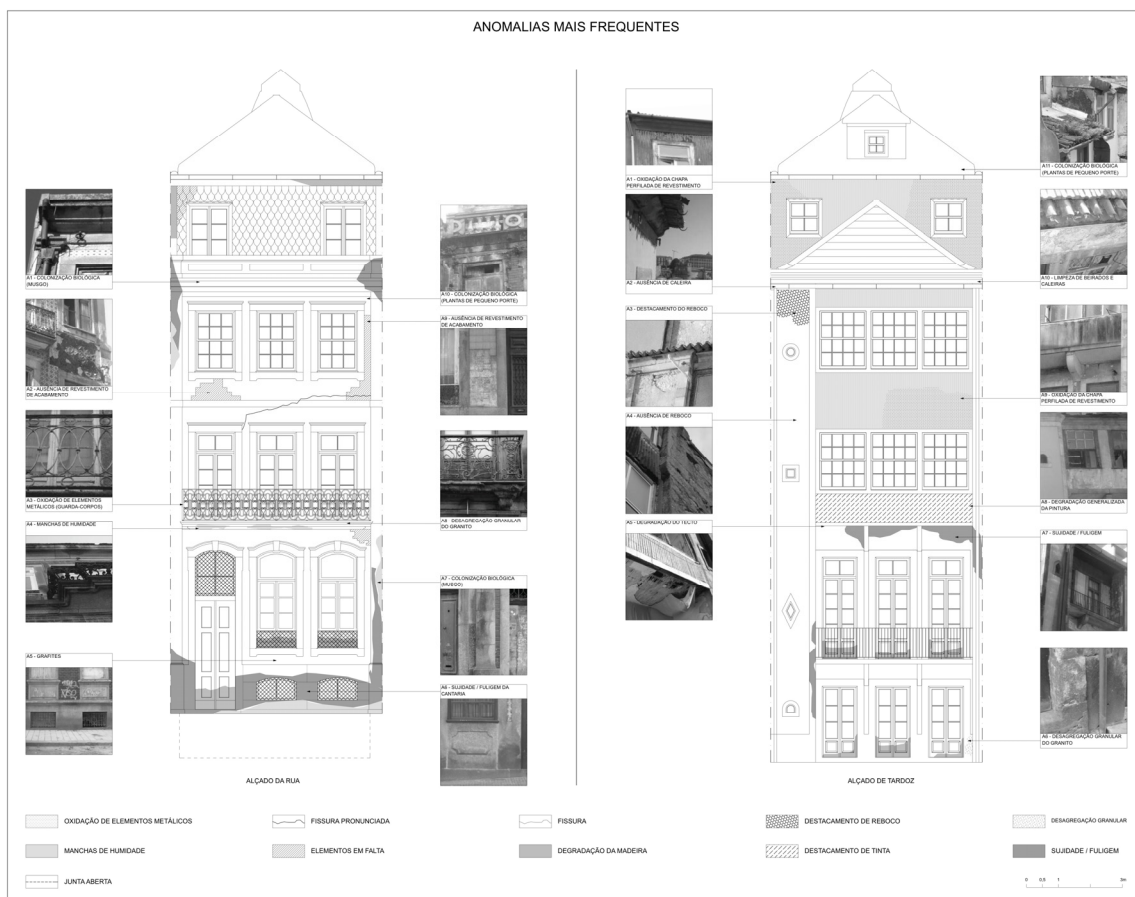 ANOMALIAS MAIS FREQUENTES
A1 - COLONIZAÇÃO BIOLÓGICA
(MUSGO)
A2 - AUSÊNCIA DE REVESTIMENTO
DE ACABAMENTO
A3 - OXIDAÇÃO DE ELEMENTOS
METÁLICOS (GUARDA-CORPOS)
A4 - MANCHAS DE HUMIDADE
A5 - GRAFITES
A10 - COLONIZAÇÃO BIOLÓGICA
(PLANTAS DE PEQUENO PORTE)
A9 - AUSÊNCIA DE REVESTIMENTO
DE ACABAMENTO
A8 - DESAGREGAÇÃO GRANULAR
DO GRANITO
A7 - COLONIZAÇÃO BIOLÓGICA
(MUSGO)
A6 - SUJIDADE / FULIGEM DA
CANTARIA
ALÇADO DA RUA
A1 - OXIDAÇÃO DA CHAPA
PERFILADA DE REVESTIMENTO
A2 - AUSÊNCIA DE CALEIRA
A3 - DESTACAMENTO DO REBOCO
A4 - AUSÊNCIA DE REBOCO
A5 - DEGRADAÇÃO DO TECTO
A11 - COLONIZAÇÃO BIOLÓGICA
(PLANTAS DE PEQUENO PORTE)
A10 - LIMPEZA DE BEIRADOS E
CALEIRAS
A9 - OXIDAÇÃO DA CHAPA
PERFILADA DE REVESTIMENTO
A8 - DEGRADAÇÃO GENERALIZADA
DA PINTURA
A7 - SUJIDADE / FULIGEM
A6 - DESAGREGAÇÃO GRANULAR
DO GRANITO
ALÇADO DE TARDOZ
OXIDAÇÃO DE ELEMENTOS METÁLICOS
FISSURA PRONUNCIADA
FISSURA
DESTACAMENTO DE REBOCO
DESAGREGAÇÃO GRANULAR
MANCHAS DE HUMIDADE
ELEMENTOS EM FALTA
DEGRADAÇÃO DA MADEIRA
DESTACAMENTO DE TINTA
SUJIDADE / FULIGEM
JUNTA ABERTA
0 0,5 1 3m